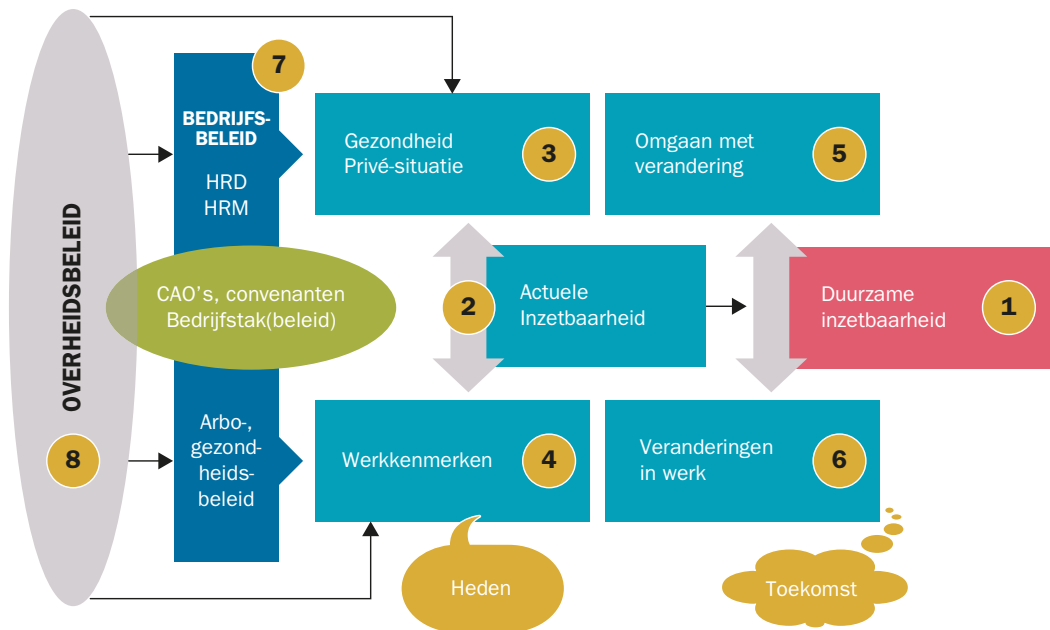 OVERHEIDSBELEID
8
7
BEDRIJFS-
BELEID
HRD
HRM
CAO’s, convenanten
Bedrijfstak(beleid)
Arbo-,
gezond-
heids-
beleid
Gezondheid
Privé-situatie
3
Omgaan met
verandering
5
2
Actuele
Inzetbaarheid
Duurzame
inzetbaarheid
1
Werkkenmerken
4
Veranderingen
in werk
6
Heden
Toekomst